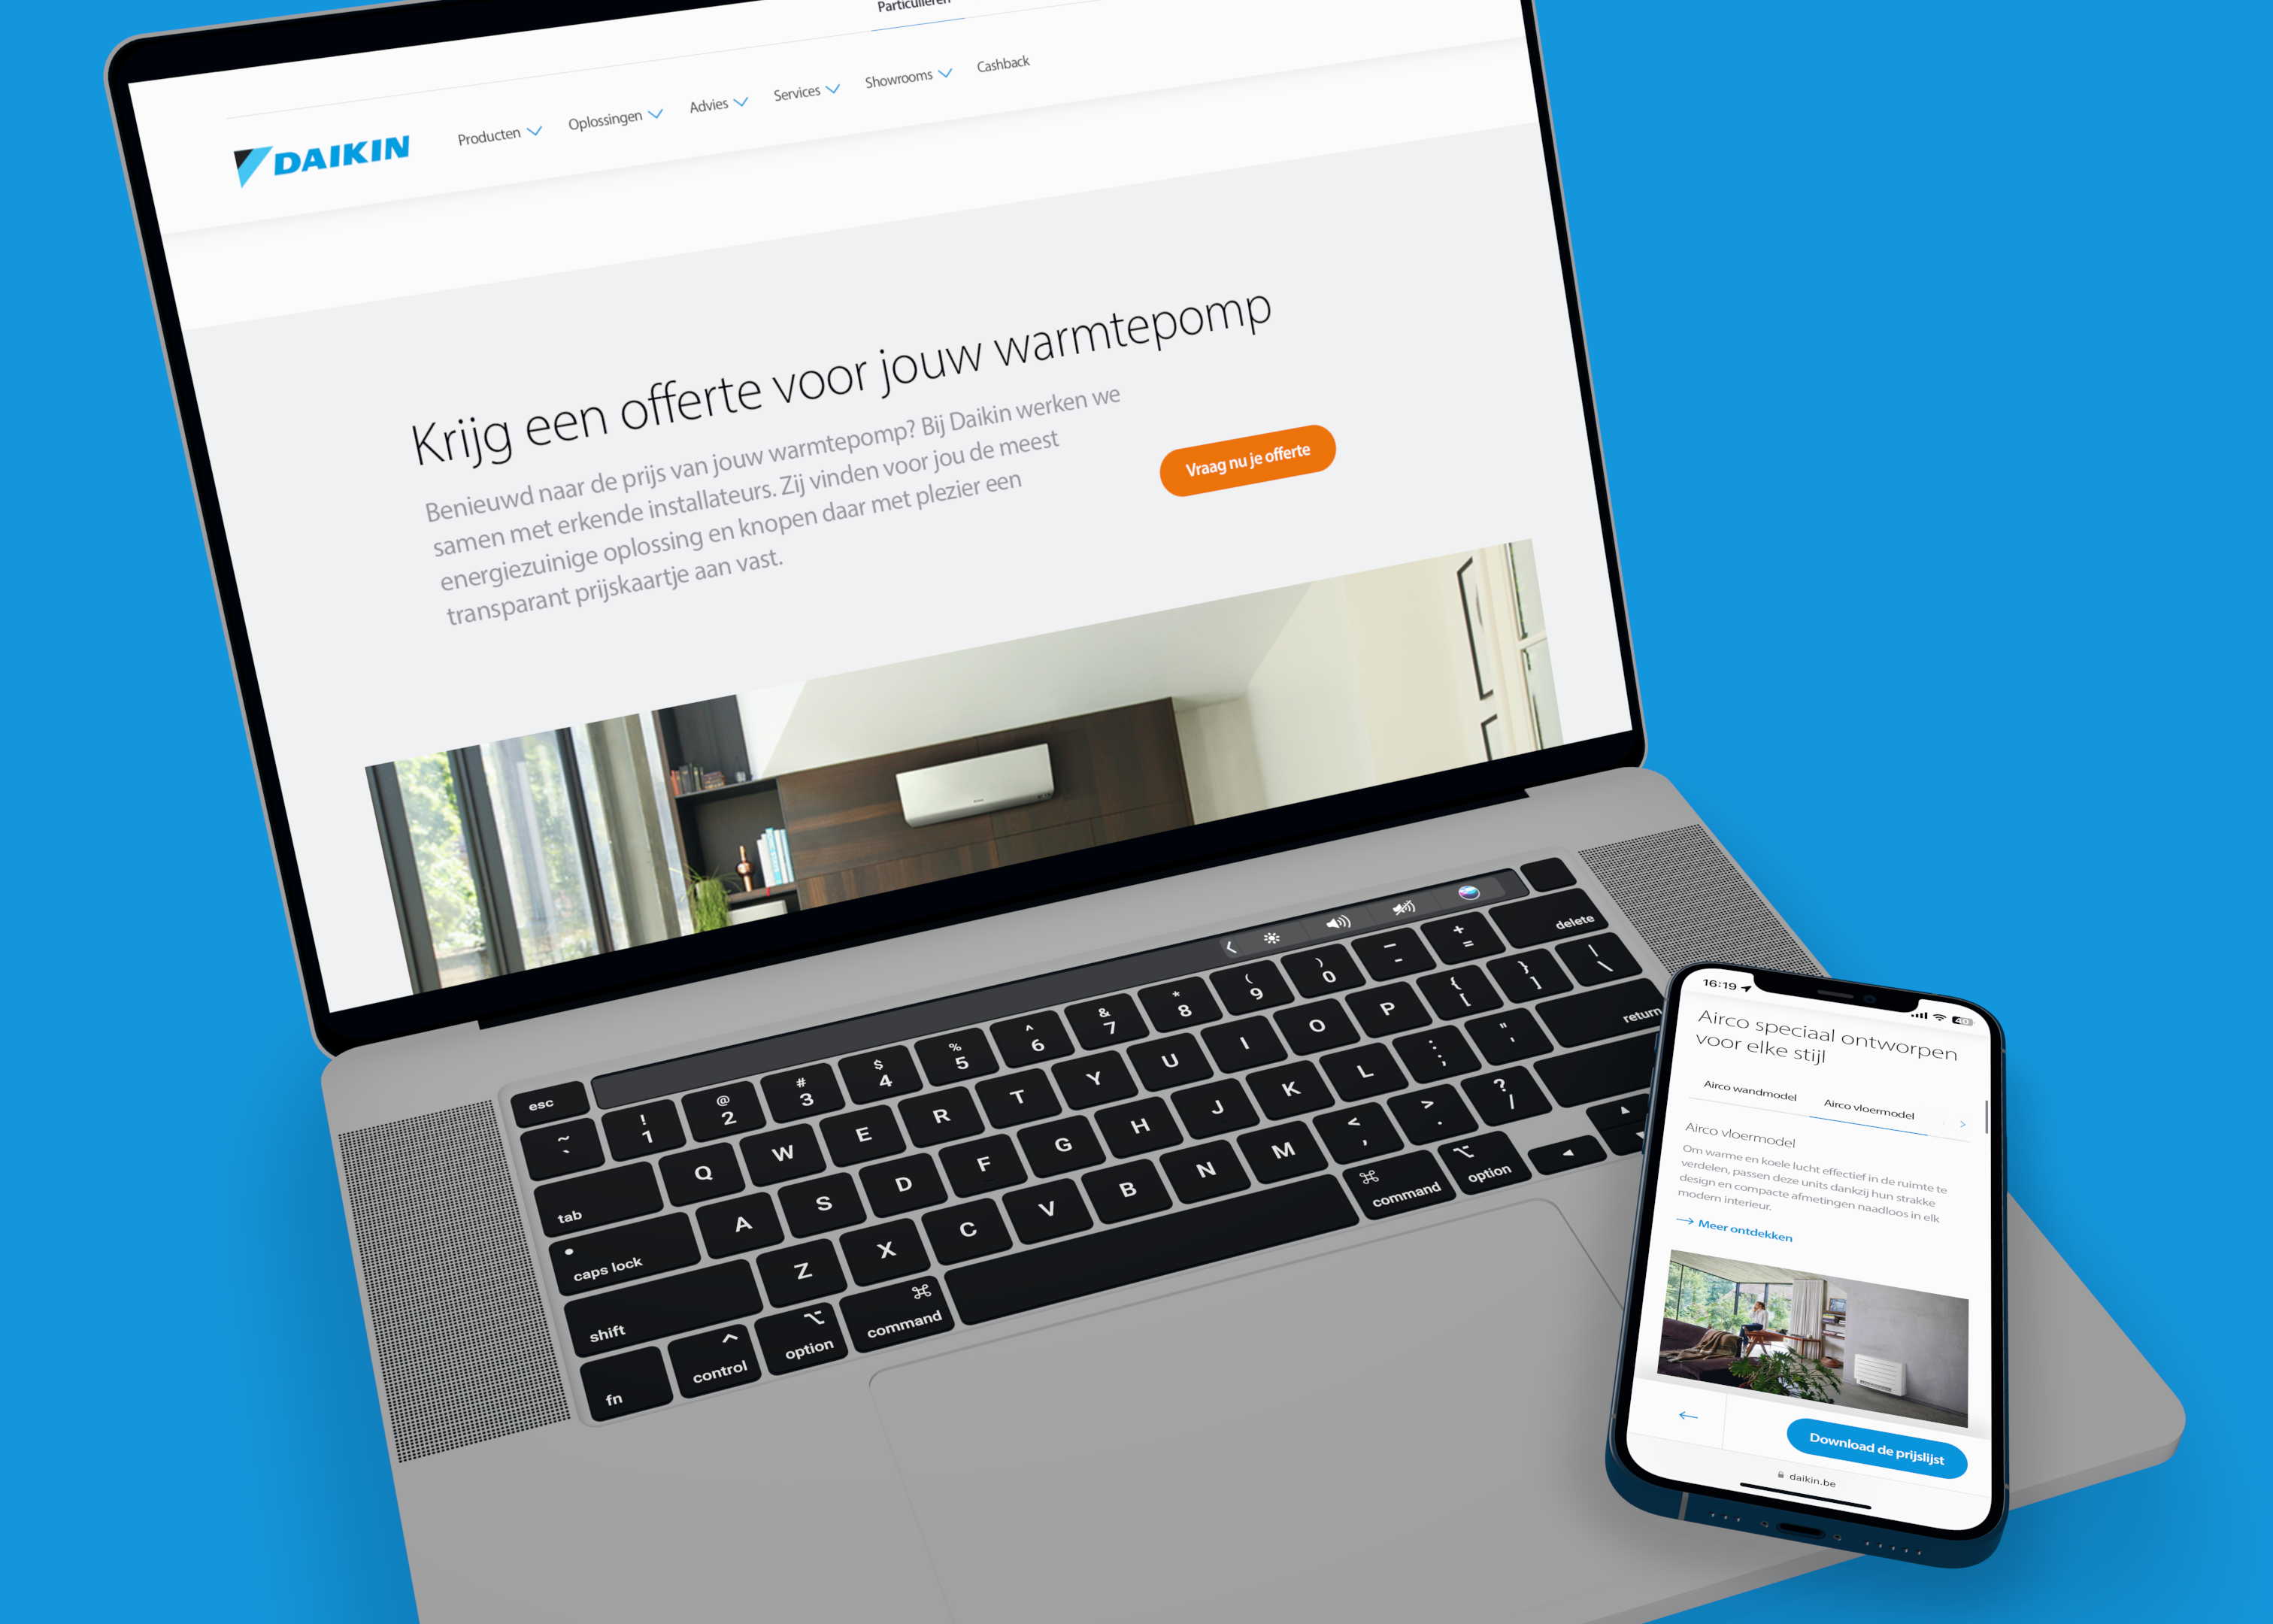 Particulieren
DAIKIN
Producten
Oplossingen
Advies
Services
Showrooms
Cashback
Krijg een offerte voor jouw warmtepomp
Benieuwd naar de prijs van jouw warmtepomp? Bij Daikin werken we
samen met erkende installateurs. Zij vinden voor jou de meest
energiezuinige oplossing en knopen daar met plezier een
transparant prijskaartje aan vast.
Vraag nu je offerte
esc
~ ` ! 1 @ 2 # 3 $ 4 % 5 ^ 6 & 7 * 8 ( 9 ) 0 – - + = delete
tab Q W E R T Y U I O P { [ } ] | \
caps lock A S D F G H J K L : ; " ' return
shift Z X C V B N M < , > . ? /
fn ^ control ⌥ option ⌘ command ⌘ command ⌥ option
16:19
40
Airco speciaal ontworpen
voor elke stijl
Airco wandmodel
Airco vloermodel
Airco vloermodel
Om warme en koele lucht effectief in de ruimte te
verdelen, passen deze units dankzij hun strakke
design en compacte afmetingen naadloos in elk
modern interieur.
Meer ontdekken
Download de prijslijst
daikin.be